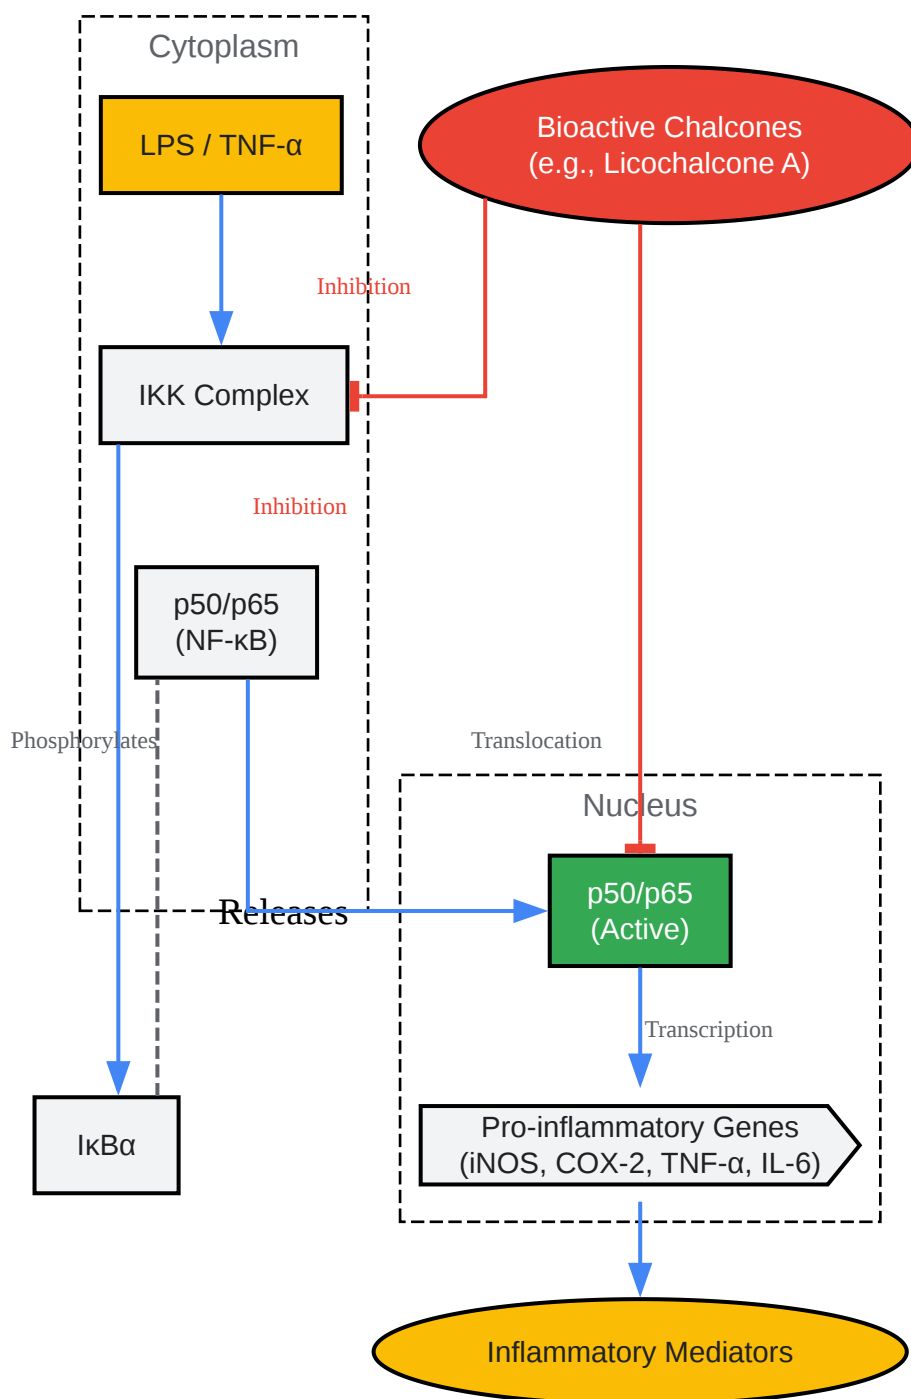 Cytoplasm
LPS / TNF-α
Bioactive Chalcones
(e.g., Licochalcone A)
Inhibition
IKK Complex
Inhibition
p50/p65
(NF-κB)
Phosphorylates
Translocation
Nucleus
p50/p65
(Active)
Releases
Transcription
IκBα
Pro-inflammatory Genes
(iNOS, COX-2, TNF-α, IL-6)
Inflammatory Mediators